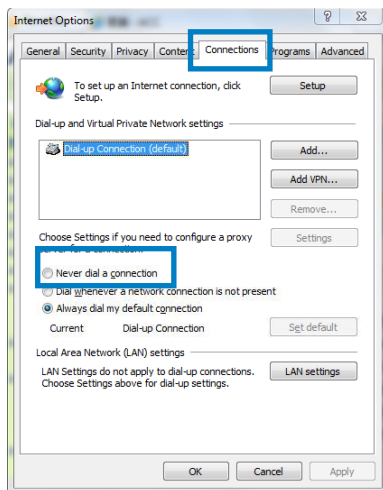 Internet Options
General Security Privacy Content Connections Programs Advanced
To set up an Internet connection, click
Setup.
Setup
Dial-up and Virtual Private Network settings
Dial-up Connection (default)
Add...
Add VPN...
Remove...
Choose Settings if you need to configure a proxy
server for a connection.
Settings
Never dial a connection
Dial whenever a network connection is not present
Always dial my default connection
Current Dial-up Connection
Set default
Local Area Network (LAN) settings
LAN Settings do not apply to dial-up connections.
Choose Settings above for dial-up settings.
LAN settings
OK Cancel Apply